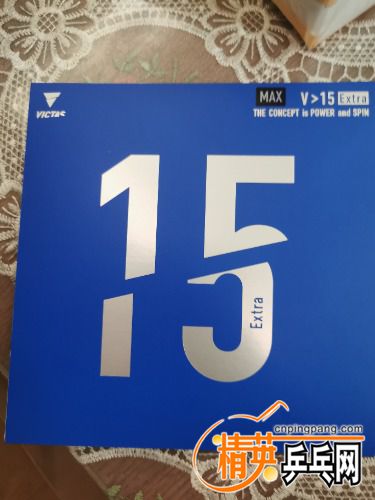 VICTAS
MAX V>15 Extra
THE CONCEPT is POWER and SPIN
15
Extra
cnpingpang.com
精英乒乓网